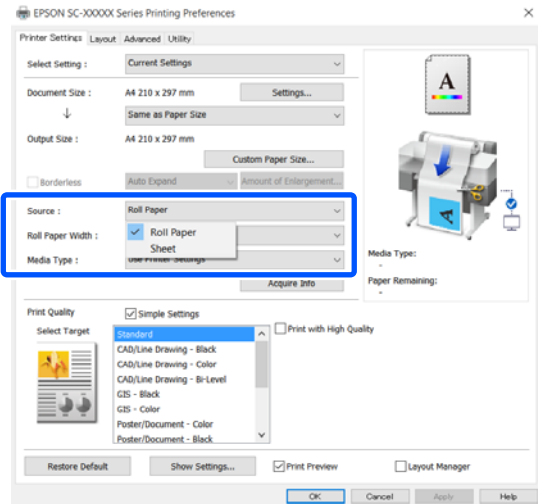 EPSON SC-XXXXX Series Printing Preferences
Printer Settings Layout Advanced Utility
Select Setting : Current Settings
Document Size : A4 210 x 297 mm Settings...
Same as Paper Size
Output Size : A4 210 x 297 mm
Custom Paper Size...
Borderless Auto Expand Amount of Enlargement...
Source : Roll Paper
Roll Paper Width : Roll Paper
Sheet
Media Type : Use Printer Settings
Acquire Info
A
Media Type:
-
Paper Remaining:
-
Print Quality Simple Settings
Select Target Standard Print with High Quality
CAD/Line Drawing - Black
CAD/Line Drawing - Color
CAD/Line Drawing - Bi-Level
GIS - Black
GIS - Color
Poster/Document - Color
Poster/Document - Black
Restore Default Show Settings... Print Preview Layout Manager
OK Cancel Apply Help